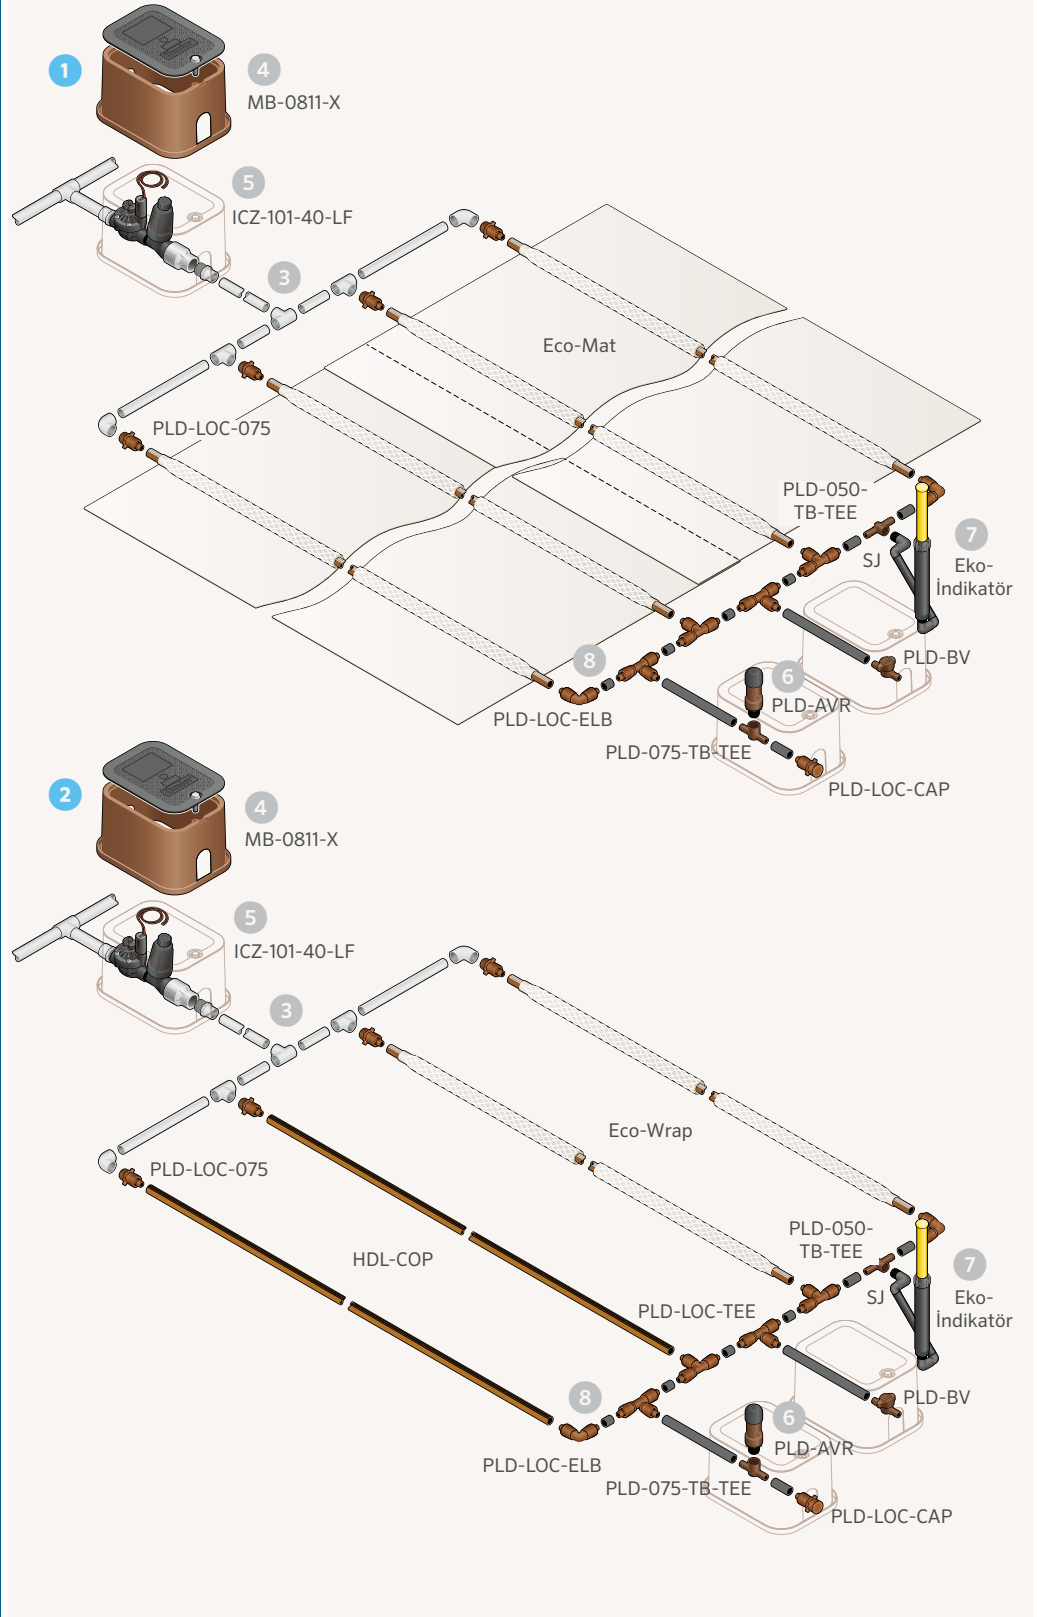 1
4
MB-0811-X
5
ICZ-101-40-LF
3
Eco-Mat
PLD-LOC-075
PLD-050-
TB-TEE
7
SJ
Eko-
İndikatör
8
PLD-BV
6
PLD-AVR
PLD-LOC-ELB
PLD-075-TB-TEE
PLD-LOC-CAP
2
4
MB-0811-X
5
ICZ-101-40-LF
3
Eco-Wrap
PLD-LOC-075
PLD-050-
TB-TEE
HDL-COP
7
SJ
Eko-
İndikatör
PLD-LOC-TEE
8
PLD-BV
6
PLD-AVR
PLD-LOC-ELB
PLD-075-TB-TEE
PLD-LOC-CAP